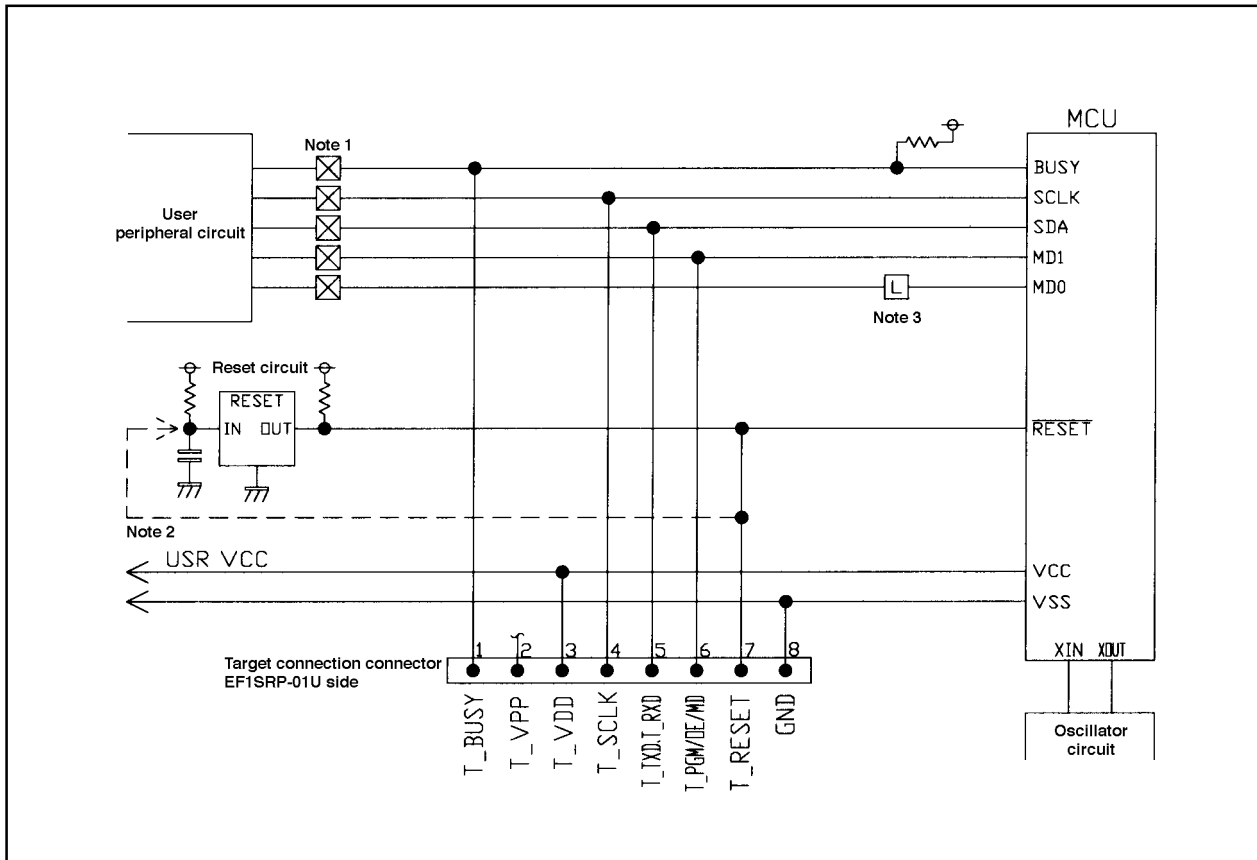 MCU
Note 1
BUSY
SCLK
User
peripheral circuit
SDA
MD1
L
MD0
Note 3
Reset circuit
RESET
IN OUT
RESET
Note 2
USR VCC
VCC
VSS
XIN XOUT
Target connection connector
EF1SRP-01U side
1 2 3 4 5 6 7 8
Oscillator
circuit
T_BUSY
T_VPP
T_VDD
T_SCLK
T_TXD.T_RXD
T_PGM/OE/MD
T_RESET
GND